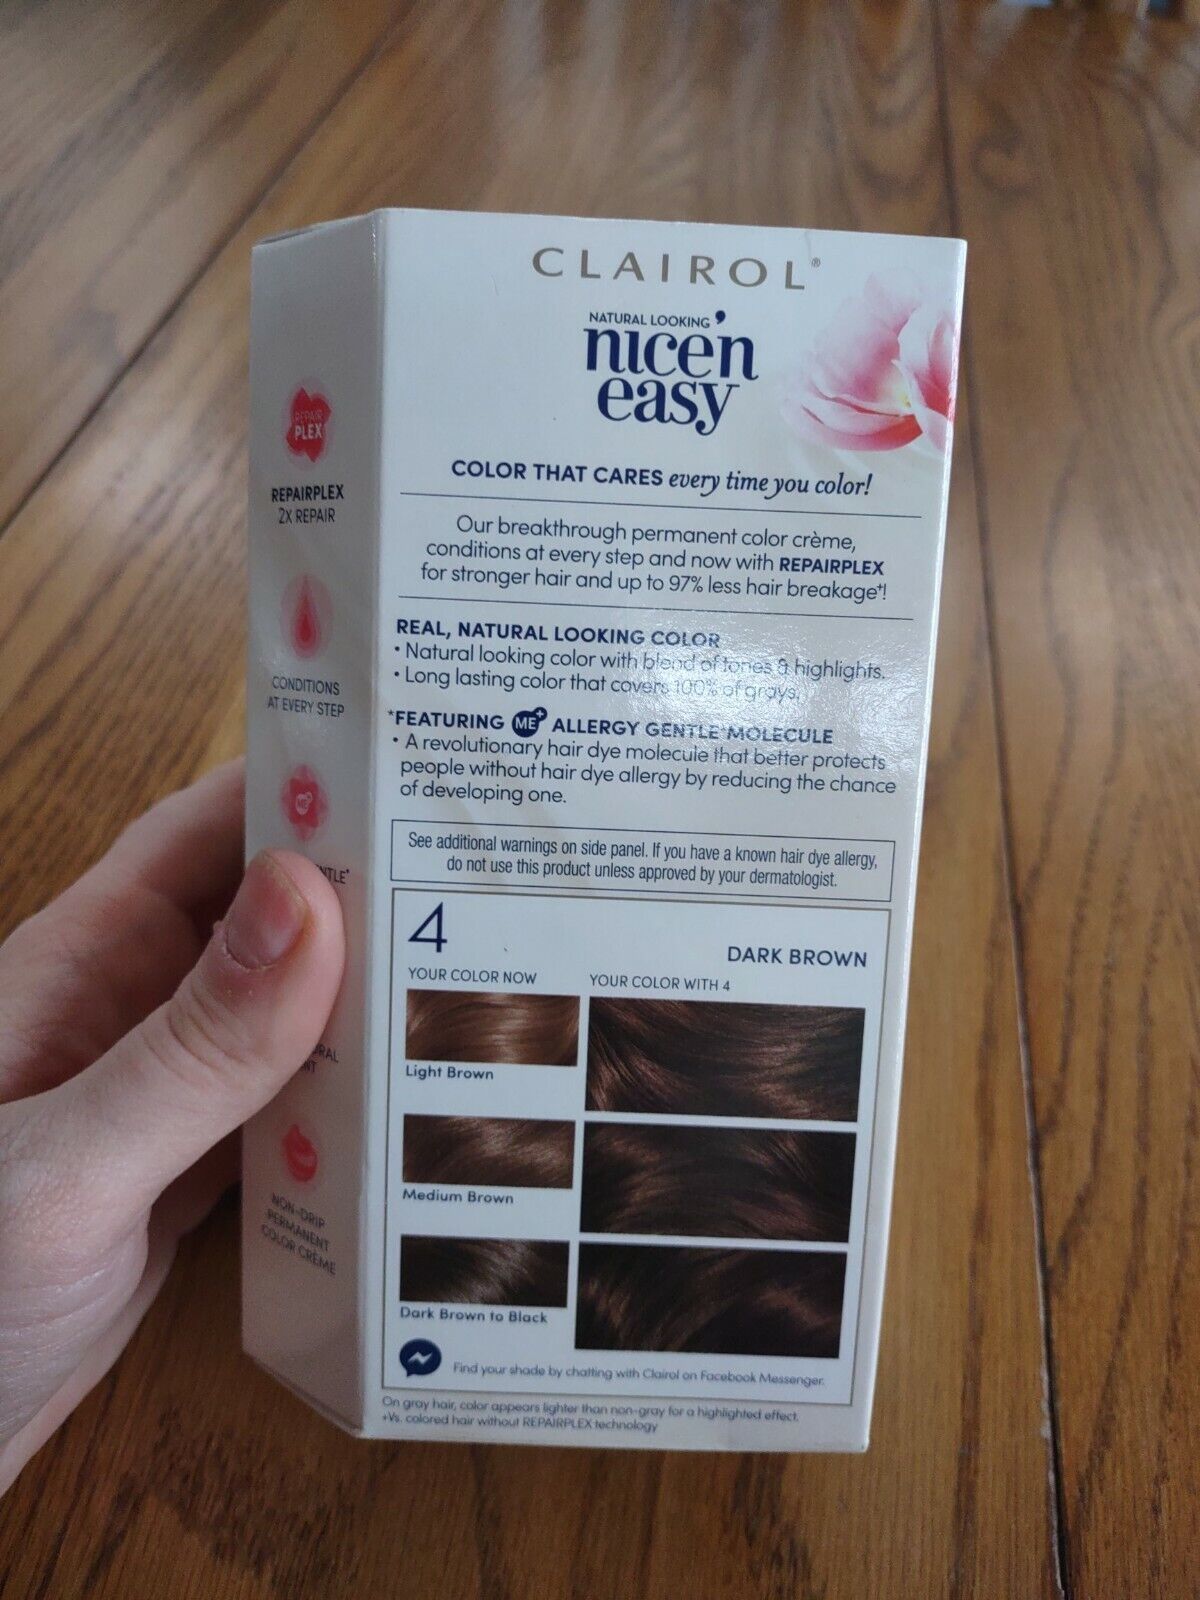 CLAIROL®
NATURAL LOOKING
nice'n
easy
COLOR THAT CARES every time you color!
Our breakthrough permanent color crème,
conditions at every step and now with REPAIRPLEX
for stronger hair and up to 97% less hair breakage⁺!
REAL, NATURAL LOOKING COLOR
• Natural looking color with blend of tones & highlights.
• Long lasting color that covers 100% of grays.
*FEATURING ME+ ALLERGY GENTLE*MOLECULE
• A revolutionary hair dye molecule that better protects
people without hair dye allergy by reducing the chance
of developing one.
See additional warnings on side panel. If you have a known hair dye allergy,
do not use this product unless approved by your dermatologist.
4
DARK BROWN
YOUR COLOR NOW
YOUR COLOR WITH 4
Light Brown
Medium Brown
Dark Brown to Black
Find your shade by chatting with Clairol on Facebook Messenger.
On gray hair, color appears lighter than non-gray for a highlighted effect.
+Vs. colored hair without REPAIRPLEX technology
REPAIR
PLEX
REPAIRPLEX
2X REPAIR
CONDITIONS
AT EVERY STEP
ME+
NTLE*
NON-DRIP
PERMANENT
COLOR CRÈME